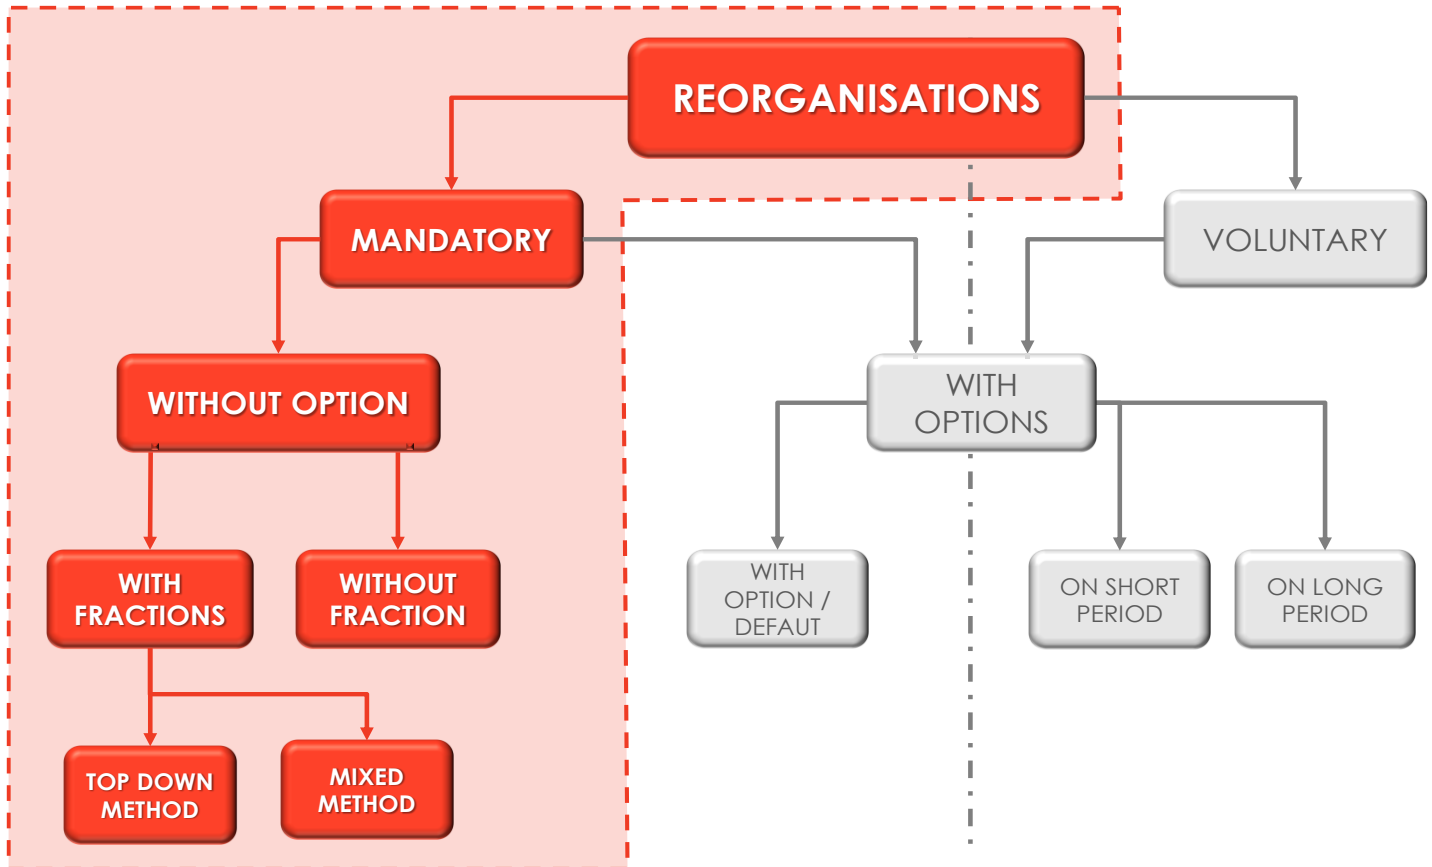 REORGANISATIONS
MANDATORY
VOLUNTARY
WITHOUT OPTION
WITH
OPTIONS
WITH
FRACTIONS
WITHOUT
FRACTION
WITH
OPTION /
DEFAUT
ON SHORT
PERIOD
ON LONG
PERIOD
TOP DOWN
METHOD
MIXED
METHOD